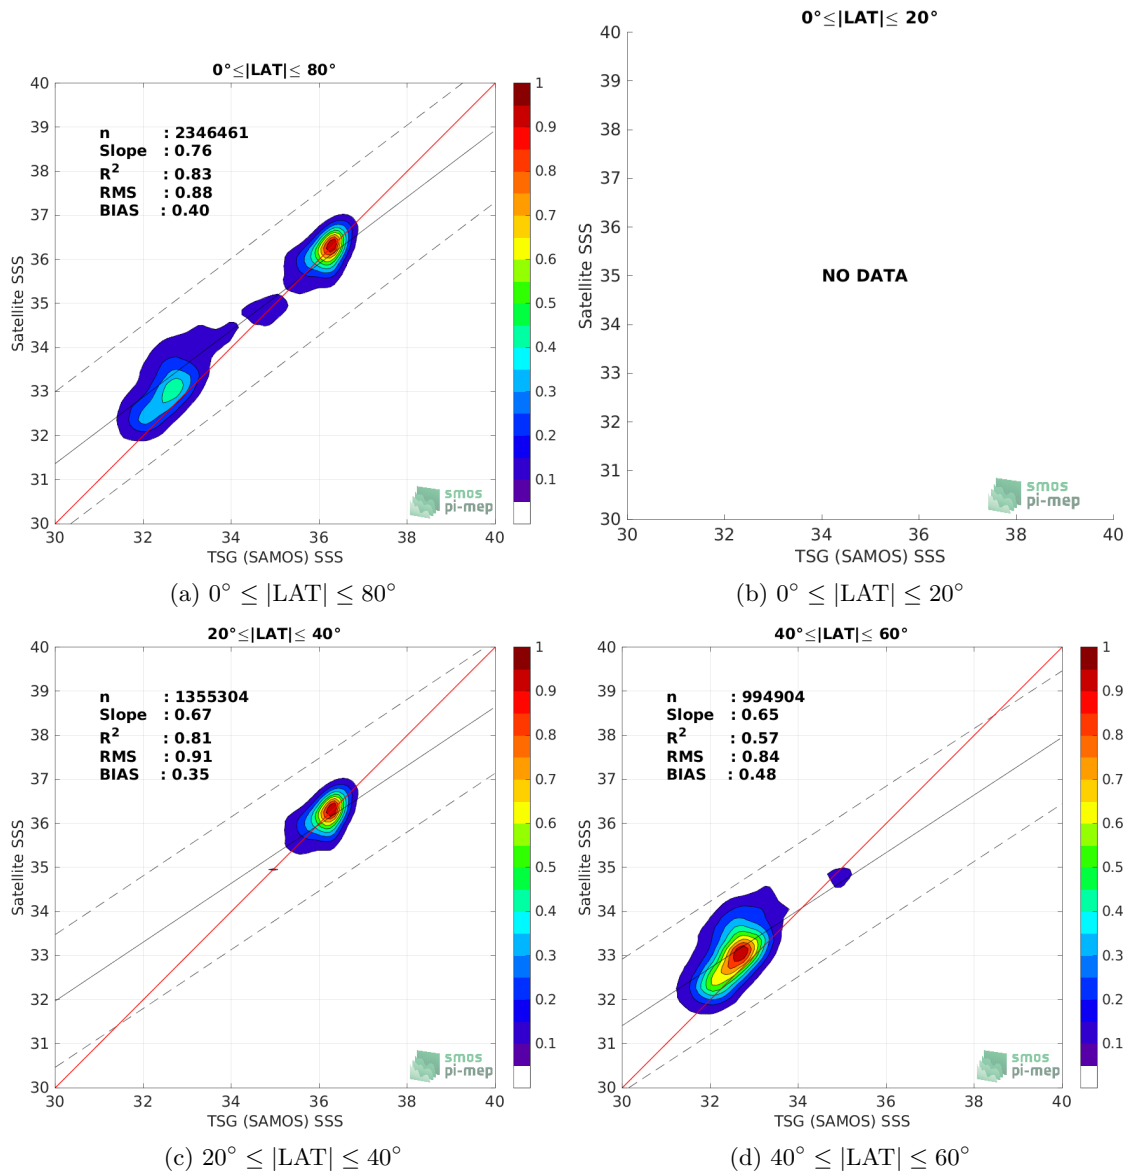 0°≤|LAT|≤ 80°
n : 2346461
Slope : 0.76
R² : 0.83
RMS : 0.88
BIAS : 0.40
40
39
38
37
36
35
34
33
32
31
30
Satellite SSS
30 32 34 36 38 40
TSG (SAMOS) SSS
1
0.9
0.8
0.7
0.6
0.5
0.4
0.3
0.2
0.1
smos
pi-mep
(a) 0° ≤ |LAT| ≤ 80°
0°≤|LAT|≤ 20°
40
39
38
37
36
35
34
33
32
31
30
Satellite SSS
NO DATA
30 32 34 36 38 40
TSG (SAMOS) SSS
smos
pi-mep
(b) 0° ≤ |LAT| ≤ 20°
20°≤|LAT|≤ 40°
n : 1355304
Slope : 0.67
R² : 0.81
RMS : 0.91
BIAS : 0.35
40
39
38
37
36
35
34
33
32
31
30
Satellite SSS
30 32 34 36 38 40
TSG (SAMOS) SSS
1
0.9
0.8
0.7
0.6
0.5
0.4
0.3
0.2
0.1
smos
pi-mep
(c) 20° ≤ |LAT| ≤ 40°
40°≤|LAT|≤ 60°
n : 994904
Slope : 0.65
R² : 0.57
RMS : 0.84
BIAS : 0.48
40
39
38
37
36
35
34
33
32
31
30
Satellite SSS
30 32 34 36 38 40
TSG (SAMOS) SSS
1
0.9
0.8
0.7
0.6
0.5
0.4
0.3
0.2
0.1
smos
pi-mep
(d) 40° ≤ |LAT| ≤ 60°